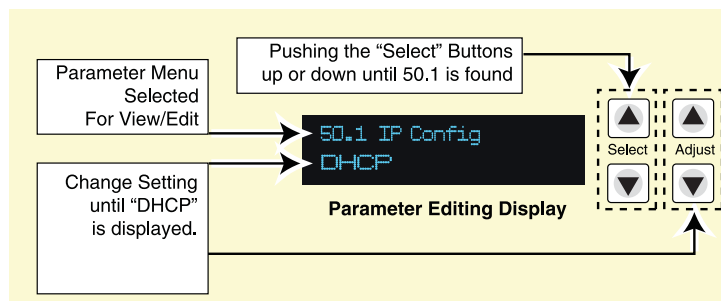 Pushing the “Select” Buttons
up or down until 50.1 is found
Parameter Menu
Selected
For View/Edit
50.1 IP Config
DHCP
Select
Adjust
Change Setting
until “DHCP”
is displayed.
Parameter Editing Display